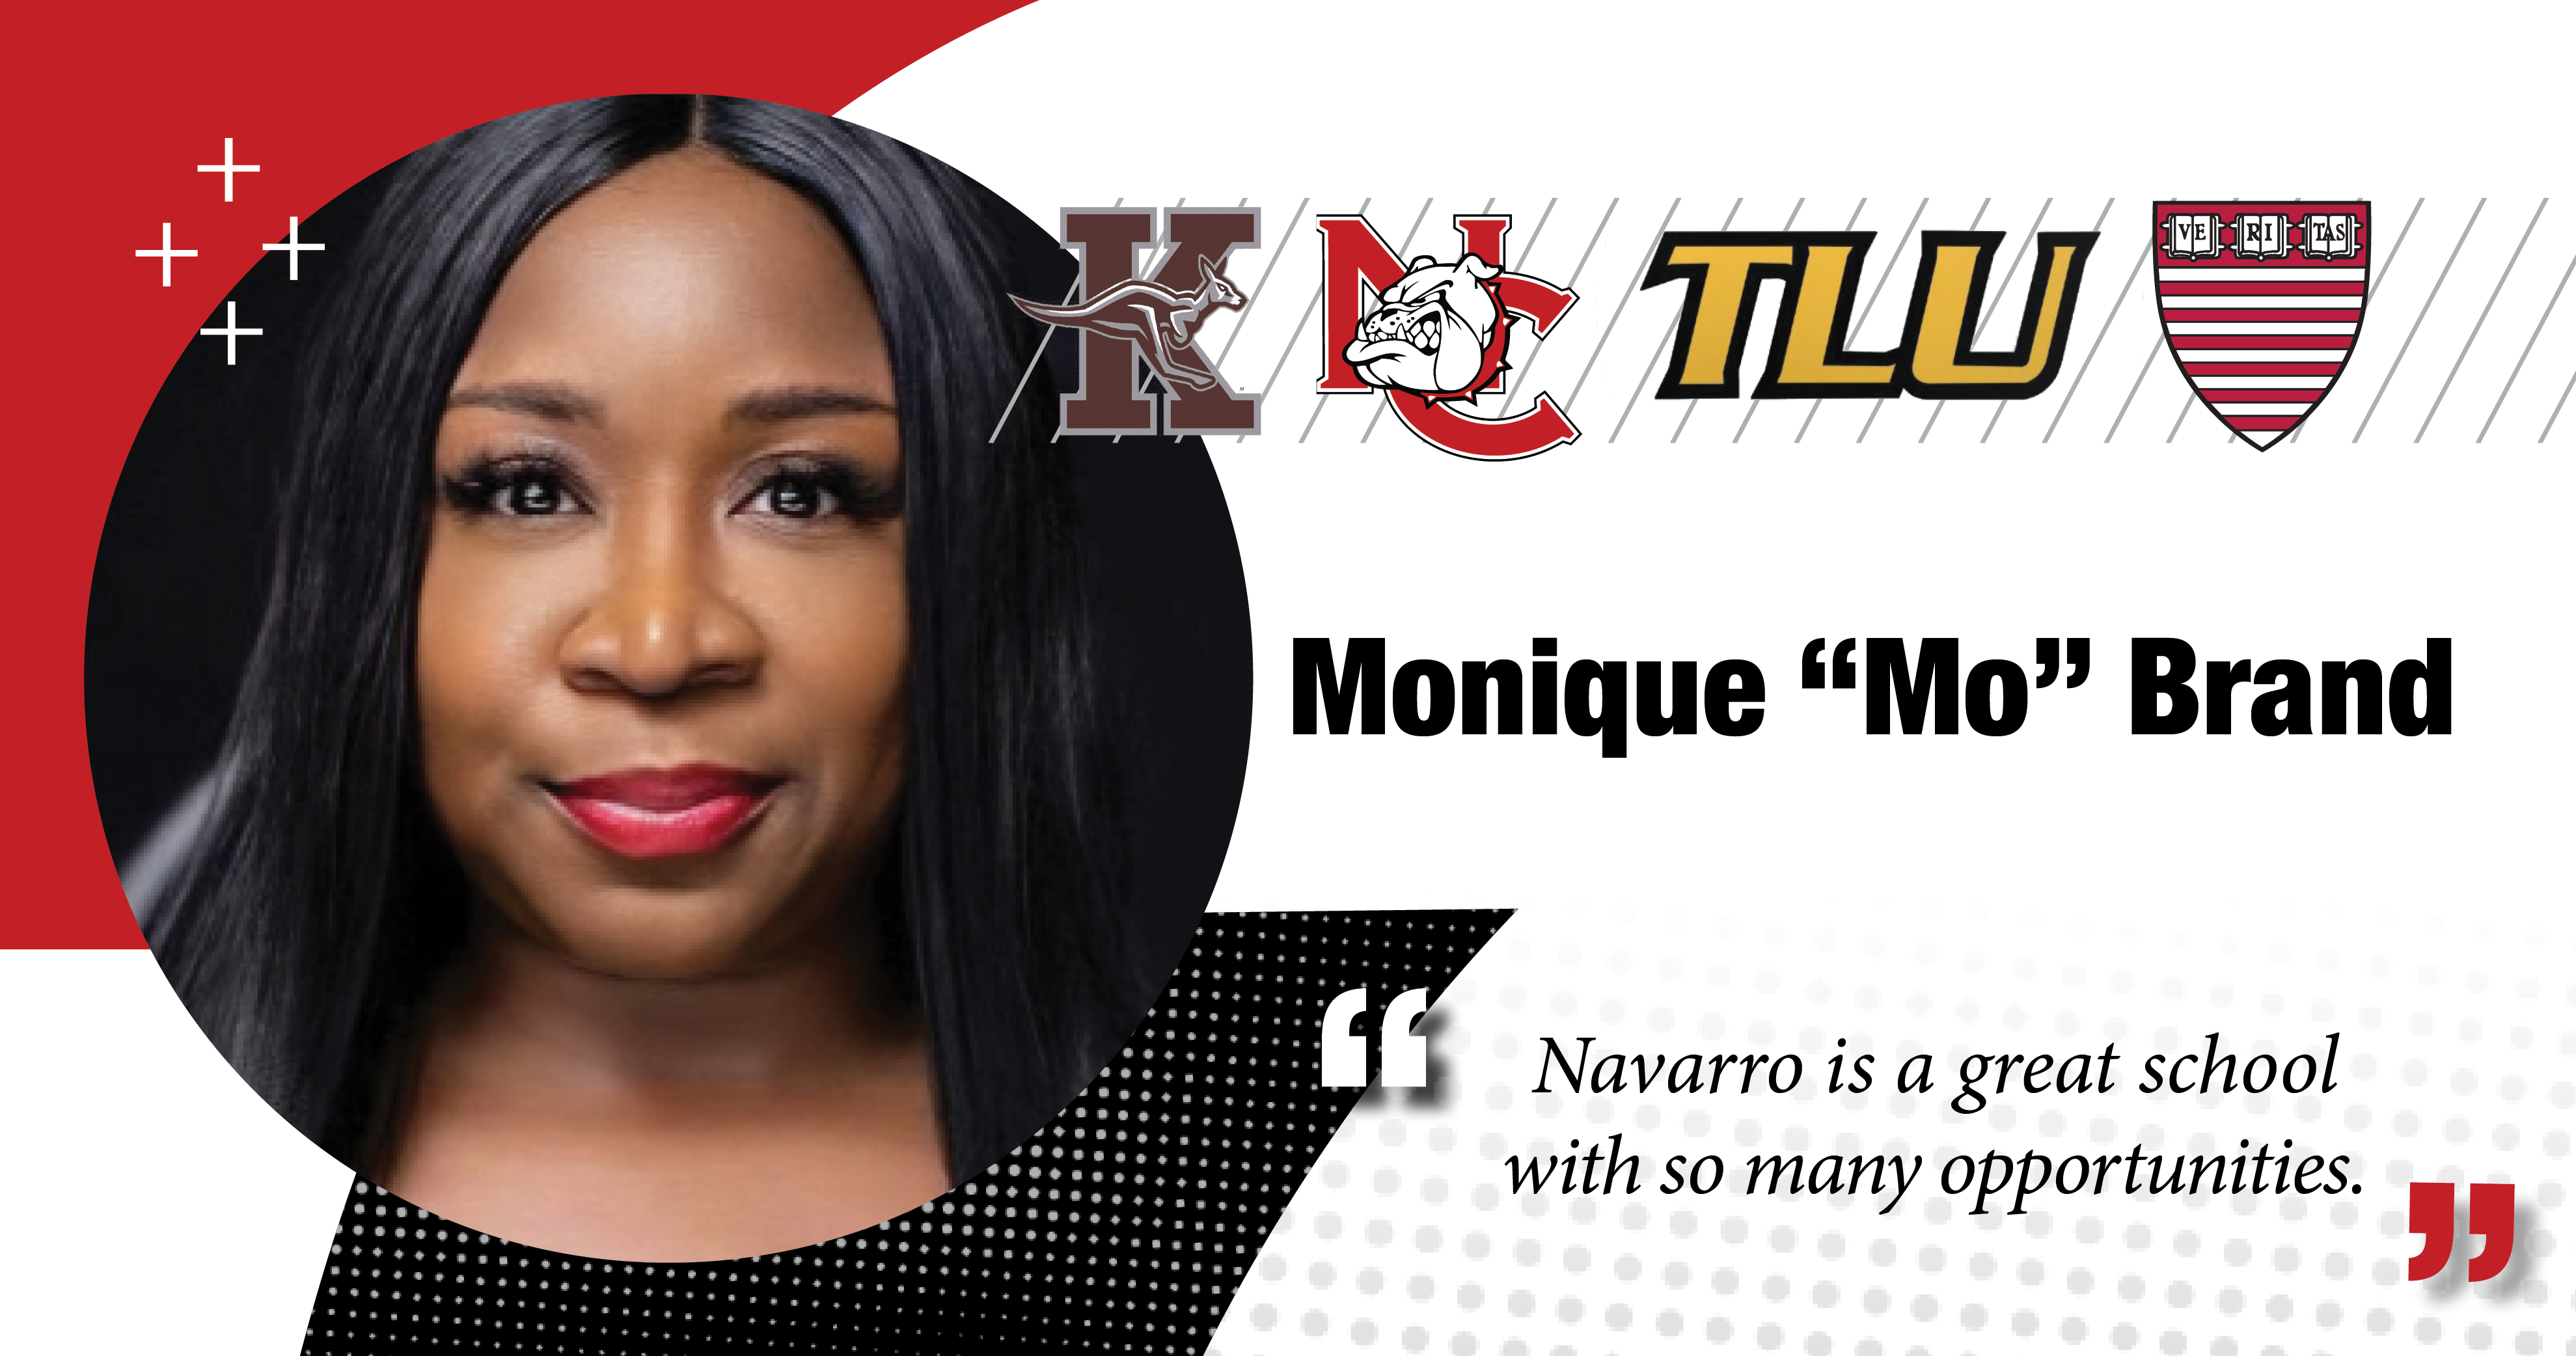 K
NC
TLU
VE RI TAS
Monique “Mo” Brand
“Navarro is a great school
with so many opportunities.”